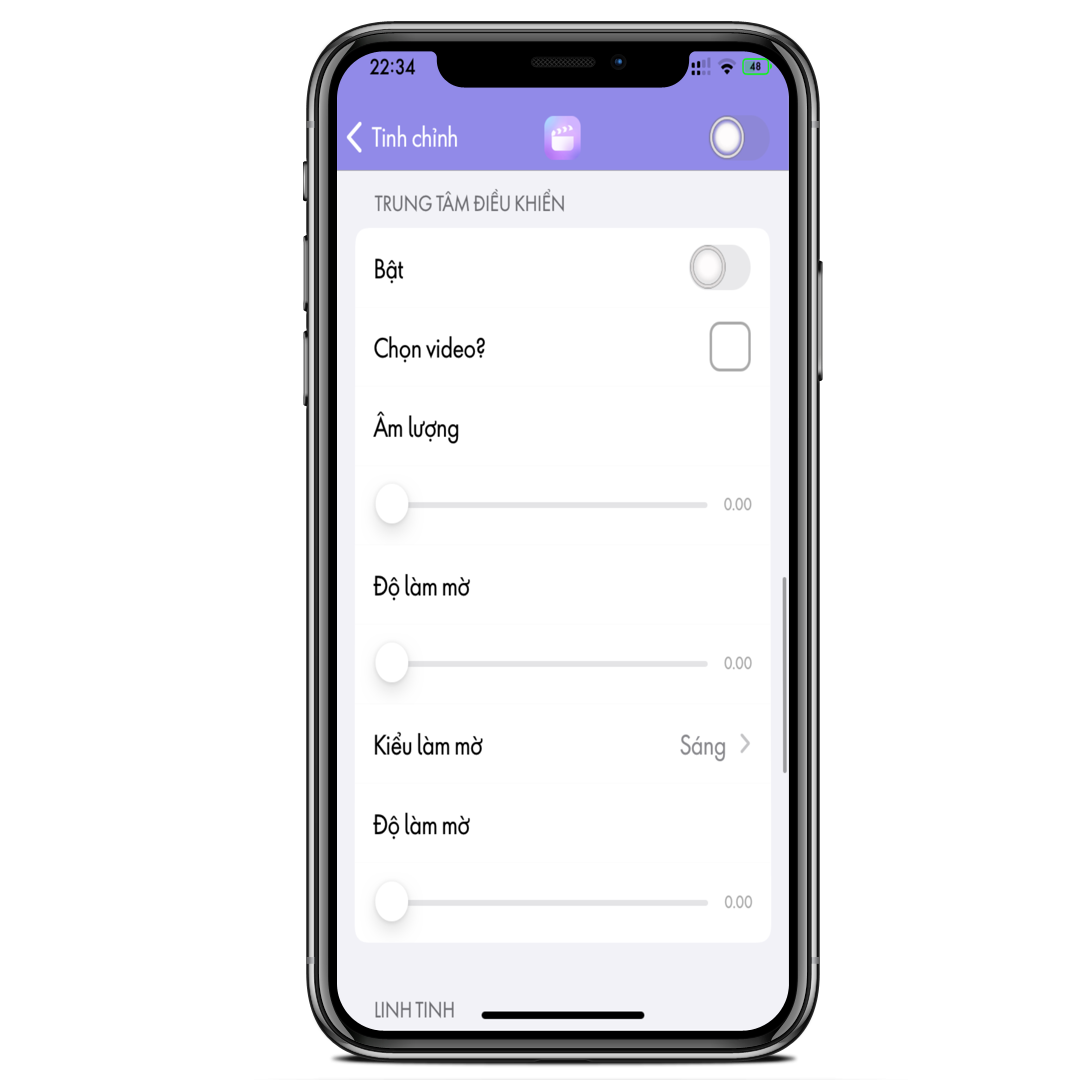 22:34
48
Tinh chỉnh
TRUNG TÂM ĐIỀU KHIỂN
Bật
Chọn video?
Âm lượng
0.00
Độ làm mờ
0.00
Kiểu làm mờ Sáng
Độ làm mờ
0.00
LINH TINH